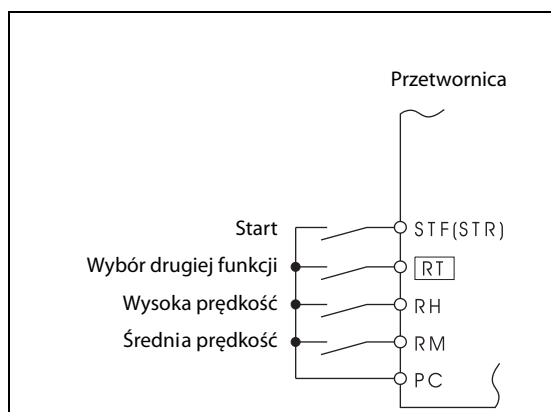 Przetwornica
Start STF(STR)
Wybór drugiej funkcji RT
Wysoka prędkość RH
Średnia prędkość RM
PC